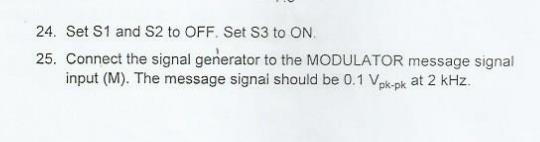 24. Set S1 and S2 to OFF. Set S3 to ON.
25. Connect the signal generator to the MODULATOR message signal
input (M). The message signal should be 0.1 Vpk-pk at 2 kHz.